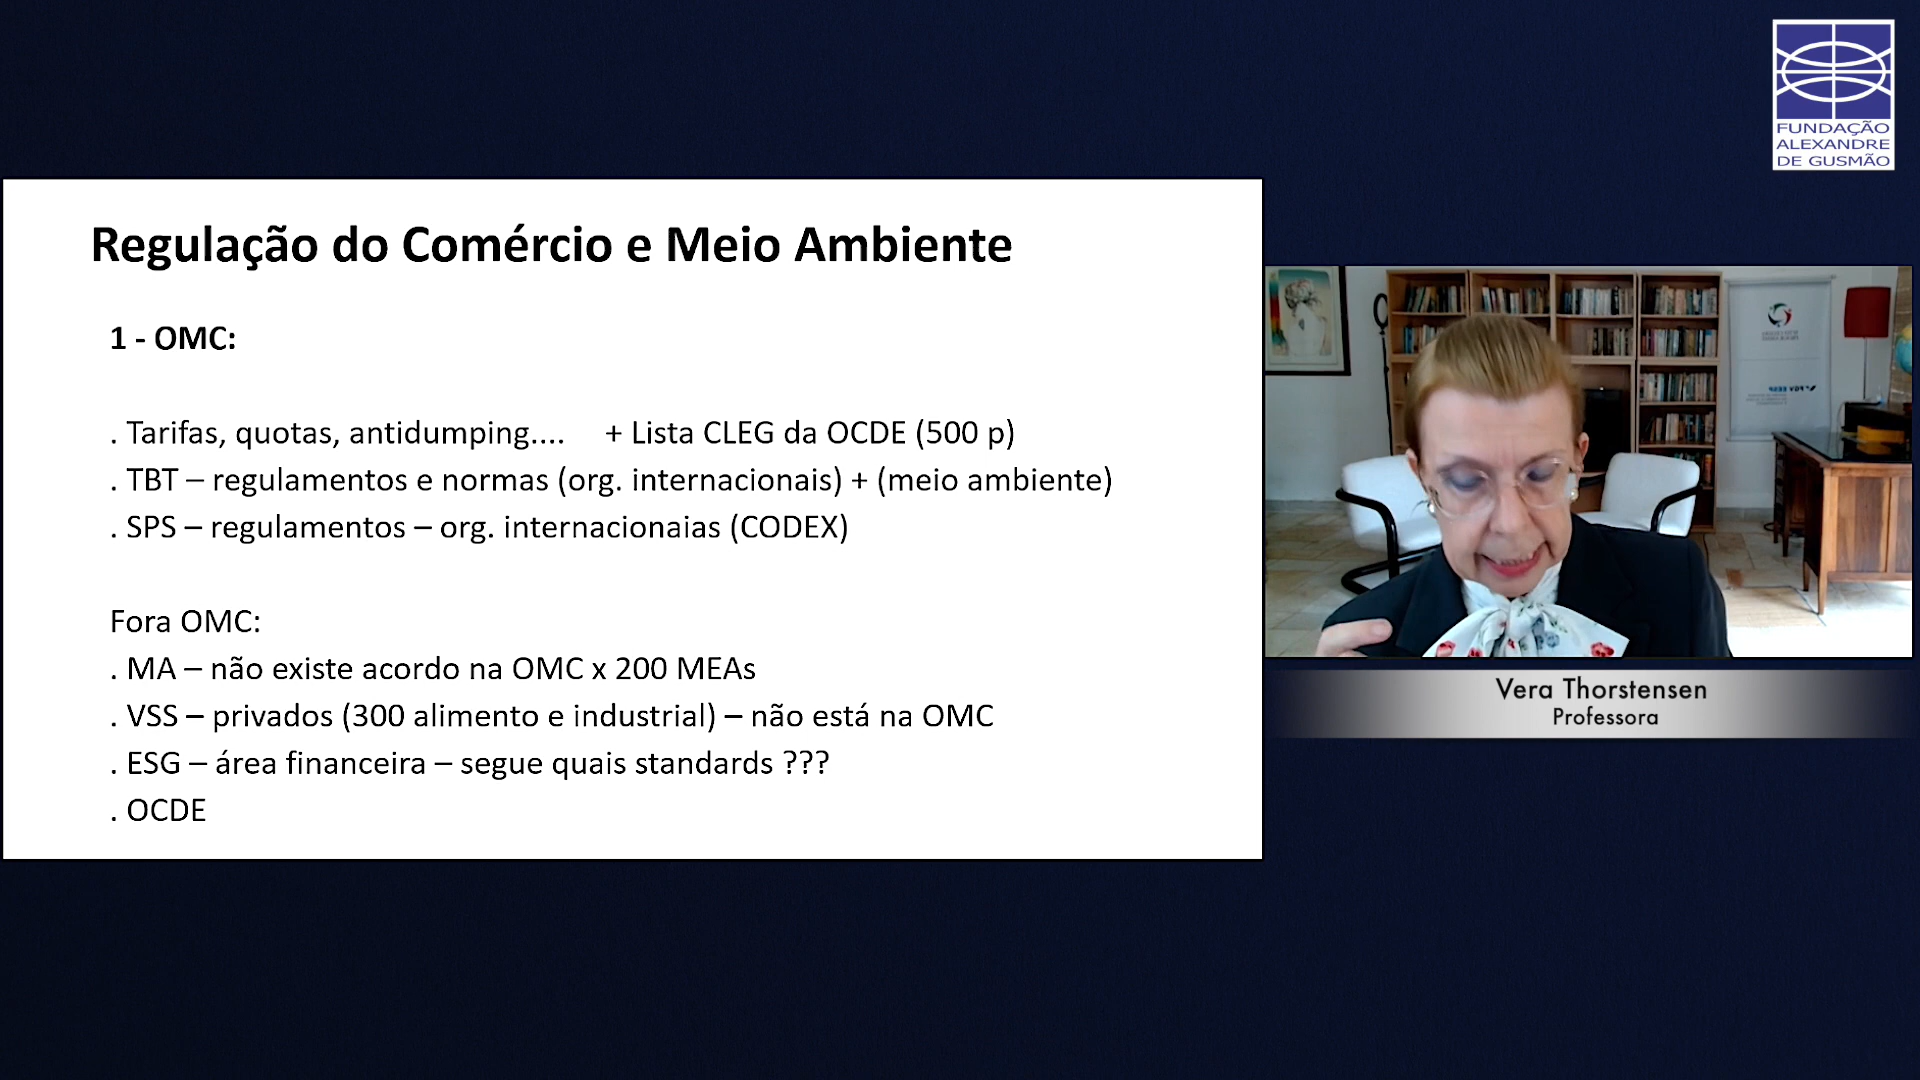 FUNDAÇÃO
ALEXANDRE
DE GUSMÃO
Regulação do Comércio e Meio Ambiente
1 - OMC:
. Tarifas, quotas, antidumping.... + Lista CLEG da OCDE (500 p)
. TBT – regulamentos e normas (org. internacionais) + (meio ambiente)
. SPS – regulamentos – org. internacionaias (CODEX)
Fora OMC:
. MA – não existe acordo na OMC x 200 MEAs
. VSS – privados (300 alimento e industrial) – não está na OMC
. ESG – área financeira – segue quais standards ???
. OCDE
Vera Thorstensen
Professora